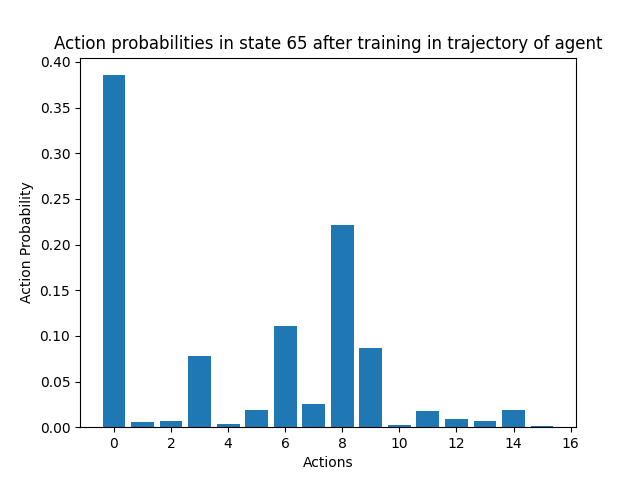 Action probabilities in state 65 after training in trajectory of agent
0.40
0.35
0.30
0.25
0.20
0.15
0.10
0.05
0.00
Action Probability
0 2 4 6 8 10 12 14 16
Actions